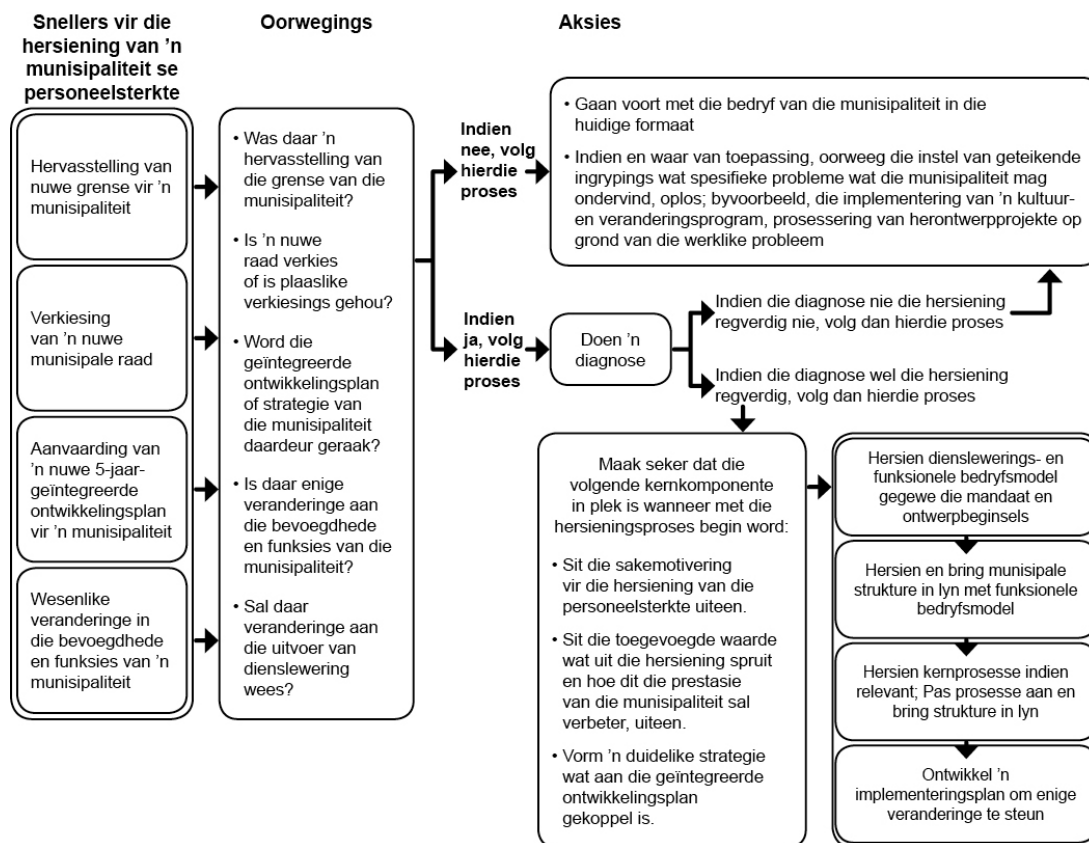 Snellers vir die
hersiening van ’n
munisipaliteit se
personeelsterkte
Hervasstelling van
nuwe grense vir ’n
munisipaliteit
Verkiesing
van ’n nuwe
munisipale raad
Aanvaarding van
’n nuwe 5-jaar-
geïntegreerde
ontwikkelingsplan
vir ’n munisipaliteit
Wesenlike
veranderinge in
die bevoegdhede
en funksies van ’n
munisipaliteit
Oorwegings
• Was daar ’n
hervasstelling van
die grense van die
munisipaliteit?
• Is ’n nuwe
raad verkies
of is plaaslike
verkiesings gehou?
• Word die
geïntegreerde
ontwikkelingsplan
of strategie van
die munisipaliteit
daardeur geraak?
• Is daar enige
veranderinge aan
die bevoegdhede
en funksies van die
munisipaliteit?
• Sal daar
veranderinge aan
die uitvoer van
dienslewering
wees?
Aksies
Indien
nee, volg
hierdie
proses
• Gaan voort met die bedryf van die munisipaliteit in die
huidige formaat
• Indien en waar van toepassing, oorweeg die instel van geteikende
ingrypings wat spesifieke probleme wat die munisipaliteit mag
ondervind, oplos; byvoorbeeld, die implementering van ’n kultuur-
en veranderingsprogram, prosessering van herontwerpprojekte op
grond van die werklike probleem
Indien
ja, volg
hierdie
proses
Doen ’n
diagnose
Indien die diagnose nie die hersiening
regverdig nie, volg dan hierdie proses
Indien die diagnose wel die hersiening
regverdig, volg dan hierdie proses
Maak seker dat die
volgende kernkomponente
in plek is wanneer met die
hersieningsproses begin word:
• Sit die sakemotivering
vir die hersiening van die
personeelsterkte uiteen.
• Sit die toegevoegde waarde
wat uit die hersiening spruit
en hoe dit die prestasie
van die munisipaliteit sal
verbeter, uiteen.
• Vorm ’n duidelike strategie
wat aan die geïntegreerde
ontwikkelingsplan
gekoppel is.
Hersien dienslewerings- en
funksionele bedryfsmodel
gegewe die mandaat en
ontwerpbeginsels
Hersien en bring munisipale
strukture in lyn met funksionele
bedryfsmodel
Hersien kernprosesse indien
relevant; Pas prosesse aan en
bring strukture in lyn
Ontwikkel ’n
implementeringsplan om enige
veranderinge te steun